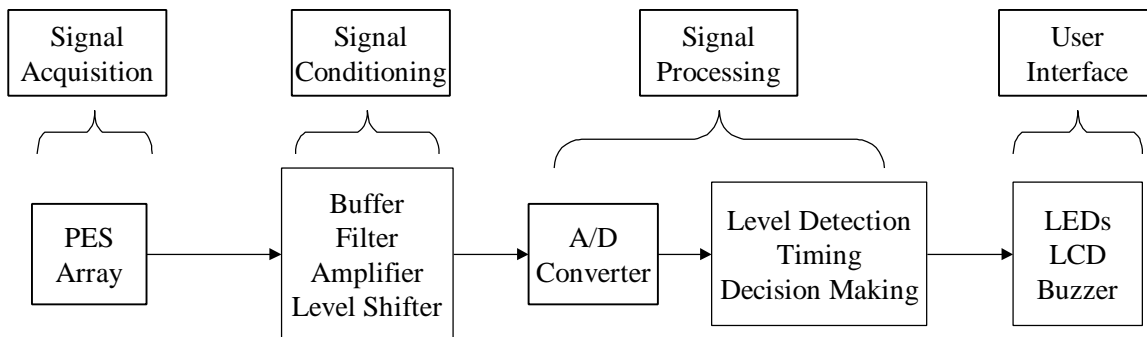 Signal
Acquisition
Signal
Conditioning
Signal
Processing
User
Interface
PES
Array
Buffer
Filter
Amplifier
Level Shifter
A/D
Converter
Level Detection
Timing
Decision Making
LEDs
LCD
Buzzer